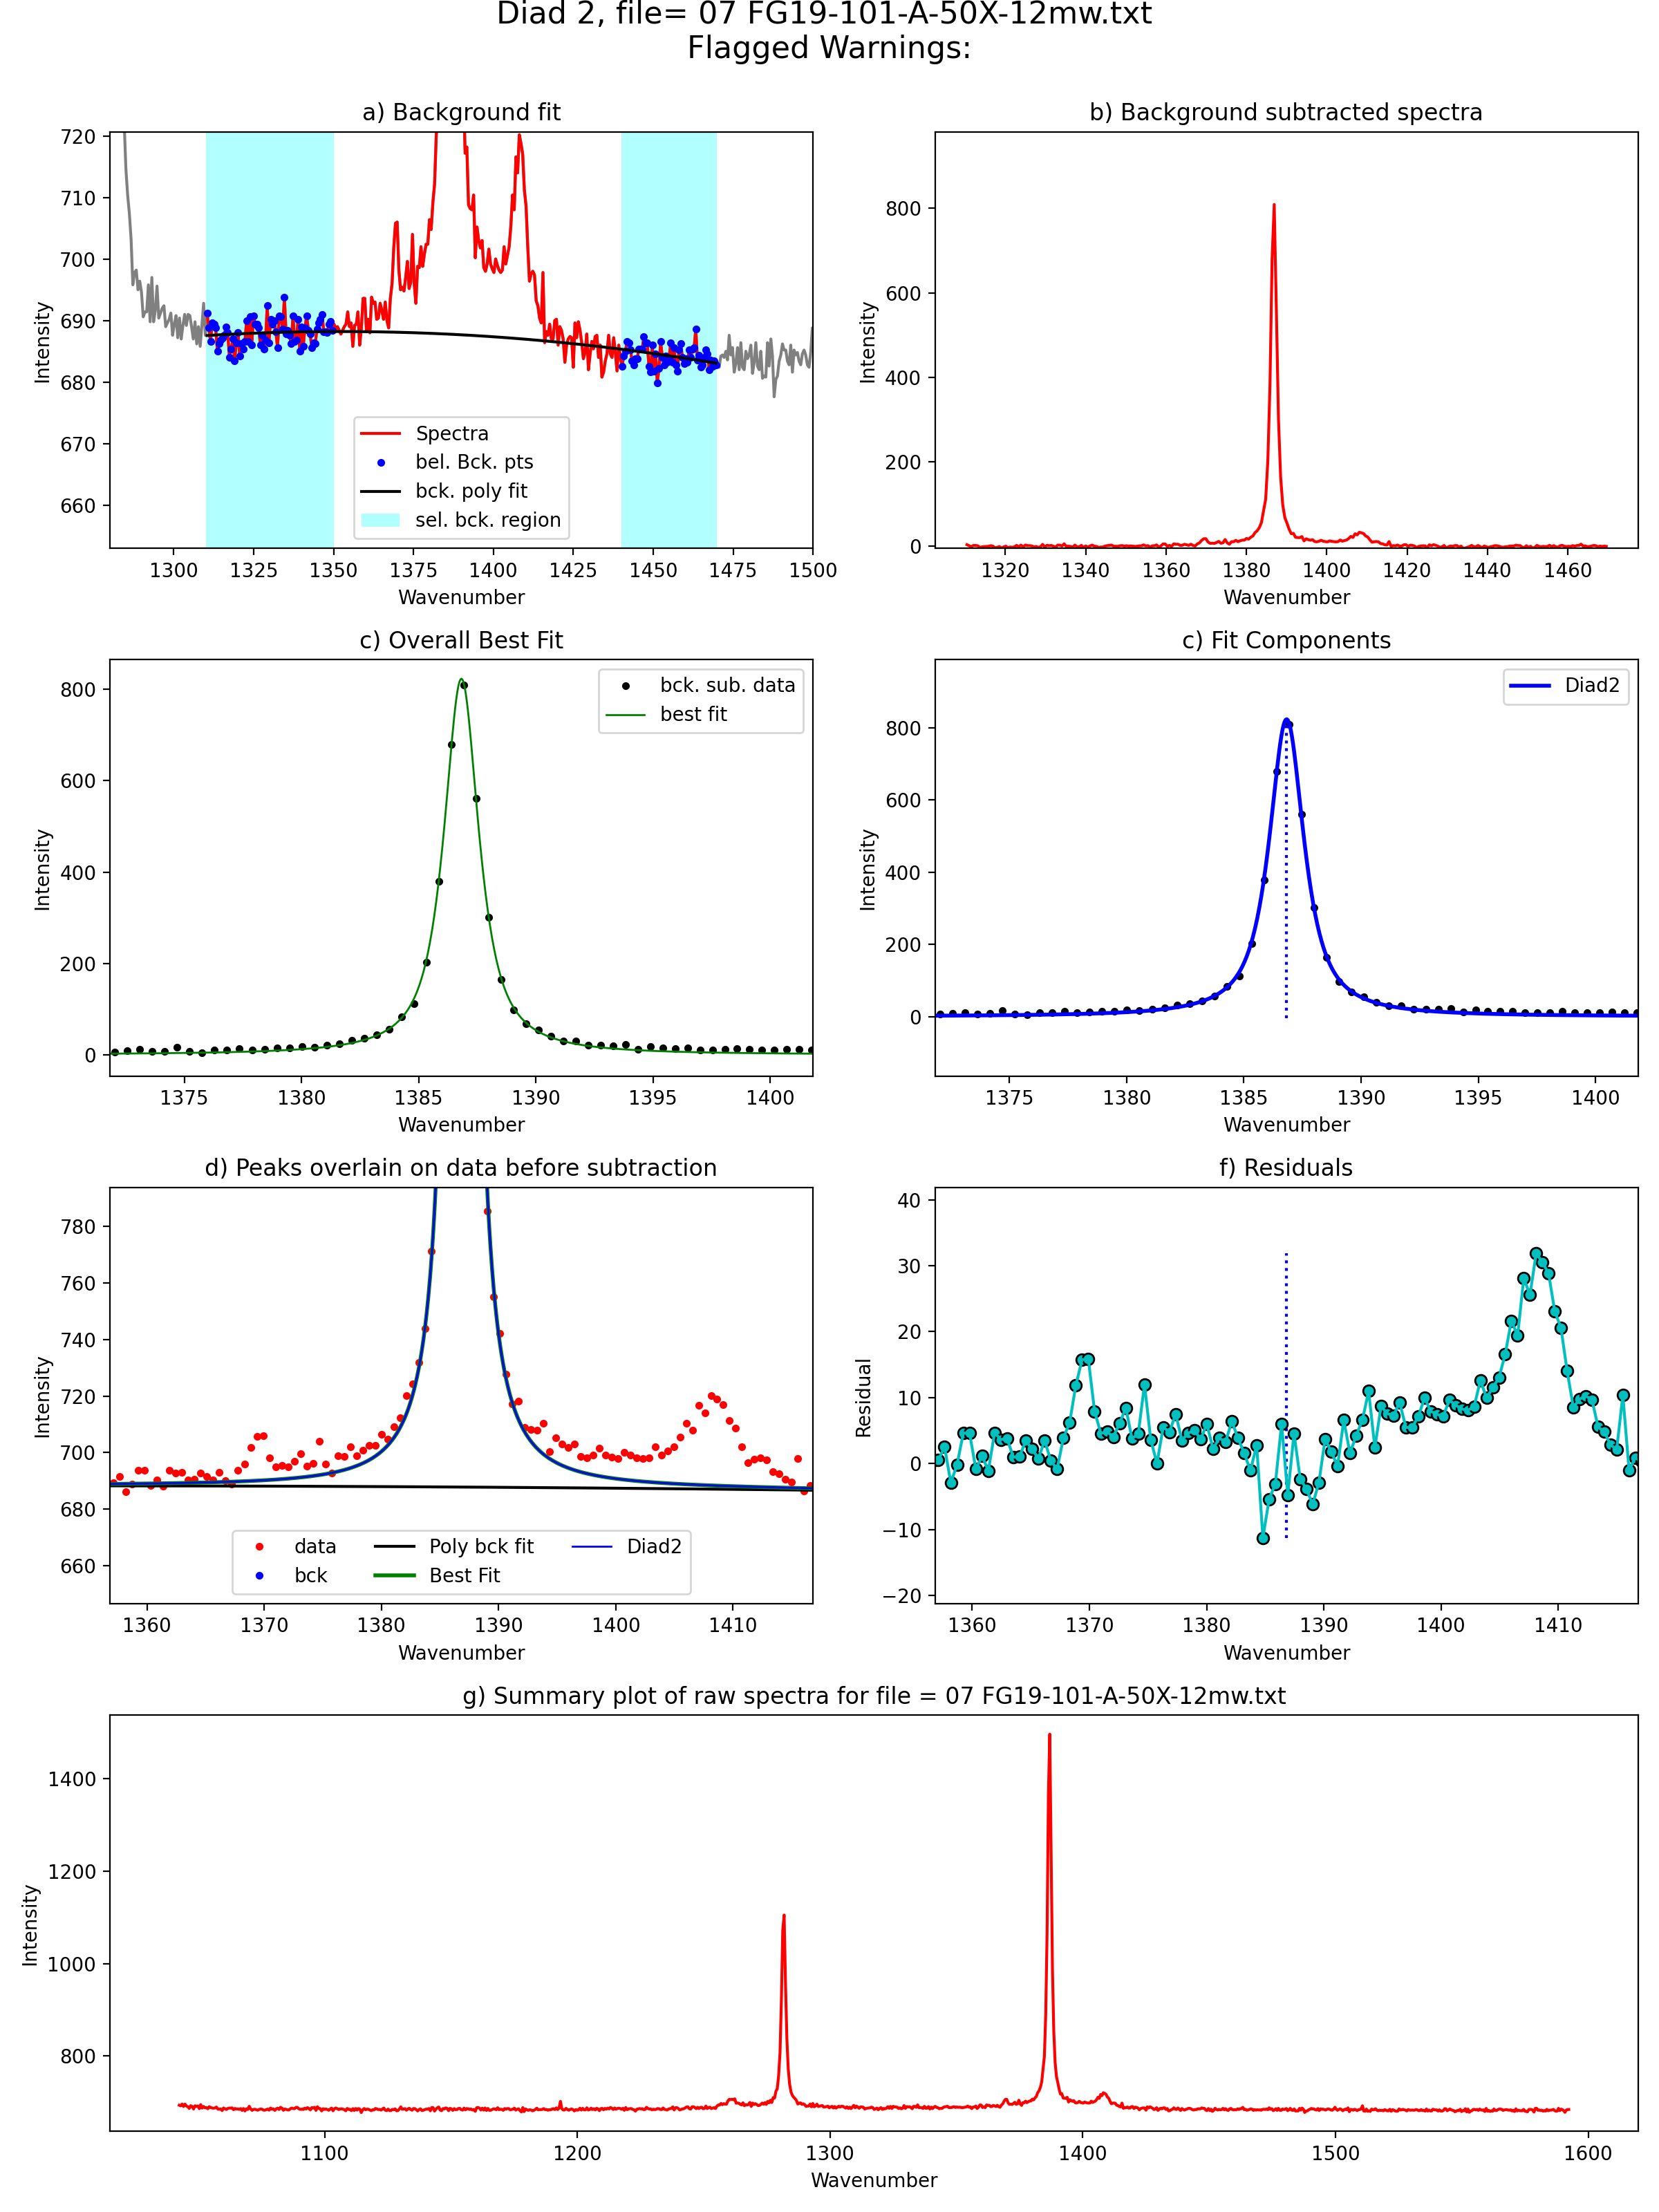 Diad 2, file= 07 FG19-101-A-50X-12mw.txt
Flagged Warnings:
a) Background fit
720
710
700
690
680
670
660
Intensity
Spectra
bel. Bck. pts
bck. poly fit
sel. bck. region
1300 1325 1350 1375 1400 1425 1450 1475 1500
Wavenumber
b) Background subtracted spectra
800
600
400
200
0
Intensity
1320 1340 1360 1380 1400 1420 1440 1460
Wavenumber
c) Overall Best Fit
800
600
400
200
0
Intensity
bck. sub. data
best fit
1375 1380 1385 1390 1395 1400
Wavenumber
c) Fit Components
800
600
400
200
0
Intensity
Diad2
1375 1380 1385 1390 1395 1400
Wavenumber
d) Peaks overlain on data before subtraction
780
760
740
720
700
680
660
Intensity
data
bck
Poly bck fit
Best Fit
Diad2
1360 1370 1380 1390 1400 1410
Wavenumber
f) Residuals
40
30
20
10
0
−10
−20
Residual
1360 1370 1380 1390 1400 1410
Wavenumber
g) Summary plot of raw spectra for file = 07 FG19-101-A-50X-12mw.txt
1400
1200
1000
800
Intensity
1100 1200 1300 1400 1500 1600
Wavenumber